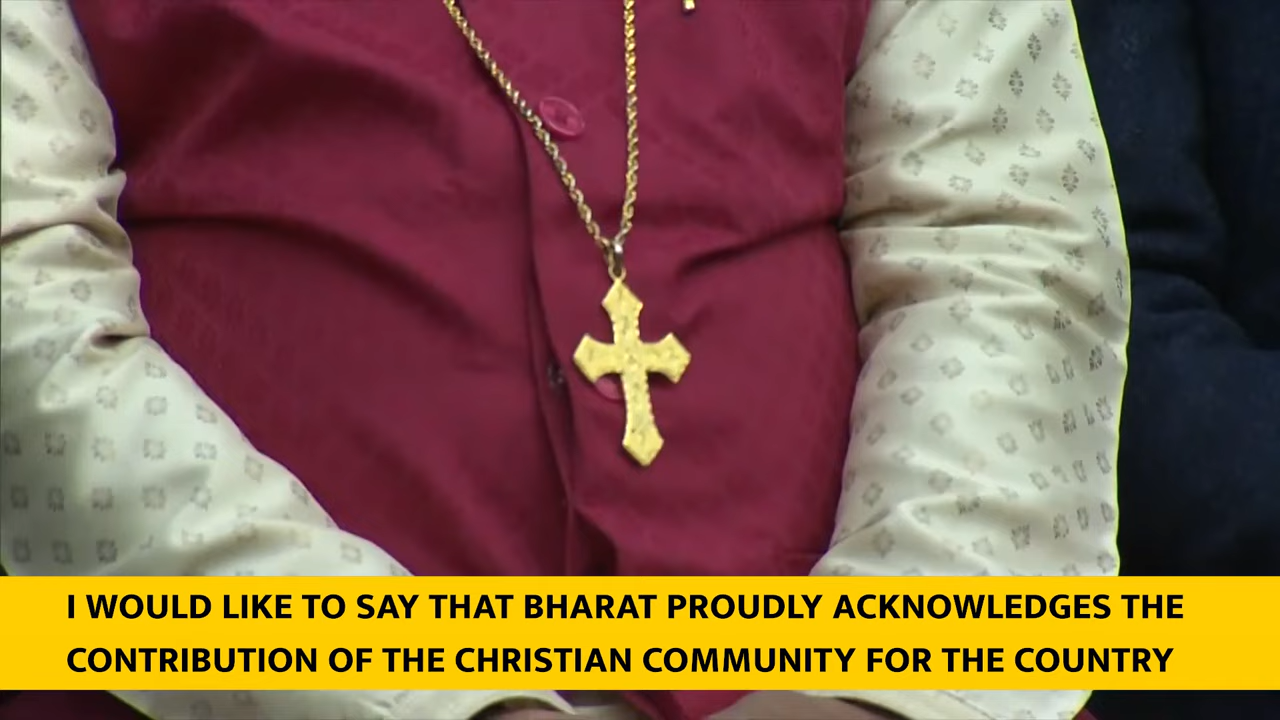 I WOULD LIKE TO SAY THAT BHARAT PROUDLY ACKNOWLEDGES THE
CONTRIBUTION OF THE CHRISTIAN COMMUNITY FOR THE COUNTRY